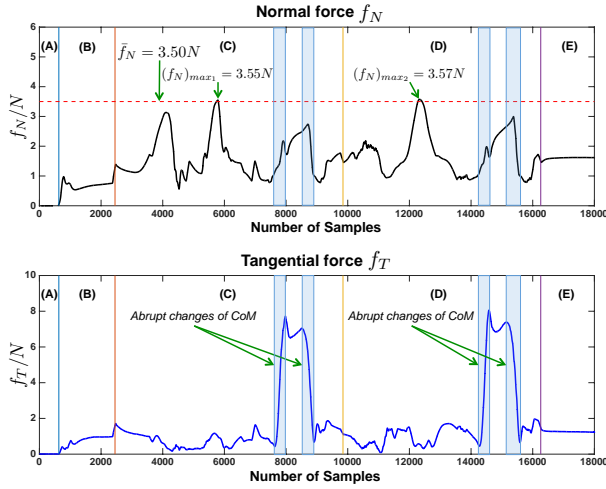 Normal force f_N
(A) (B) (C) (D) (E)
f̄_N = 3.50N
(f_N)_{max_1} = 3.55N
(f_N)_{max_2} = 3.57N
f_N/N
6
5
4
3
2
1
0
0 2000 4000 6000 8000 10000 12000 14000 16000 18000
Number of Samples
Tangential force f_T
(A) (B) (C) (D) (E)
Abrupt changes of CoM Abrupt changes of CoM
f_T/N
10
8
6
4
2
0
0 2000 4000 6000 8000 10000 12000 14000 16000 18000
Number of Samples